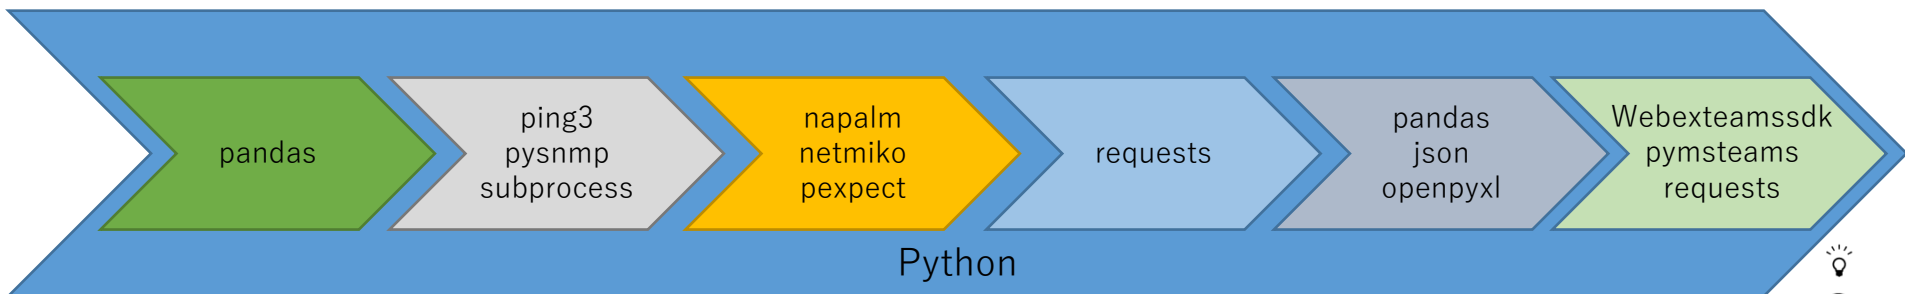 pandas
ping3
pysnmp
subprocess
napalm
netmiko
pexpect
requests
pandas
json
openpyxl
Webexteamssdk
pymsteams
requests
Python